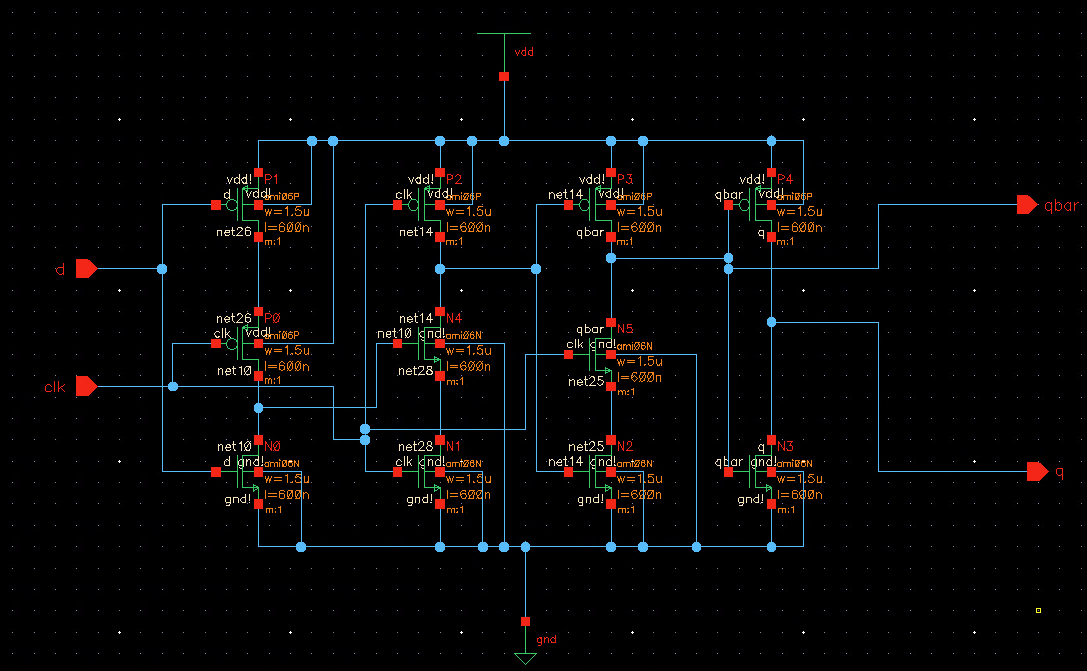 vdd
vdd! P1
d vdd! ami06P
w=1.5u
l=600n
net26 m:1
vdd! P2
clk vdd! ami06P
w=1.5u
l=600n
net14 m:1
vdd! P3
net14 vdd! ami06P
w=1.5u
l=600n
qbar m:1
vdd! P4
qbar vdd! ami06P
w=1.5u
l=600n
q m:1
qbar
d
net26 P0
clk vdd! ami06P
w=1.5u
l=600n
net10 m:1
net14 N4
net10 gnd! ami06N
w=1.5u
l=600n
net28 m:1
qbar N5
clk gnd! ami06N
w=1.5u
l=600n
net25 m:1
clk
net10 N0
d gnd! ami06N
w=1.5u
l=600n
gnd! m:1
net28 N1
clk gnd! ami06N
w=1.5u
l=600n
gnd! m:1
net25 N2
net14 gnd! ami06N
w=1.5u
l=600n
gnd! m:1
q N3
qbar gnd! ami06N
w=1.5u
l=600n
gnd! m:1
q
gnd